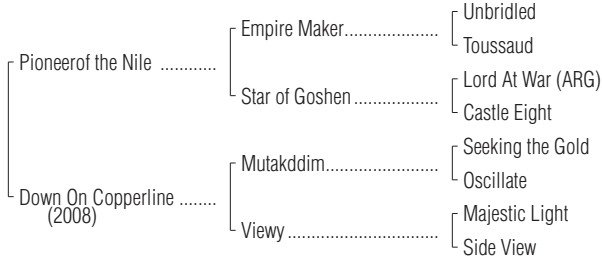 Unbridled
Empire Maker.....................
Toussaud
Pioneerof the Nile ............
Lord At War (ARG)
Star of Goshen...................
Castle Eight
Seeking the Gold
Mutakddim.........................
Oscillate
Down On Copperline ........
(2008)
Majestic Light
Viewy .................................
Side View